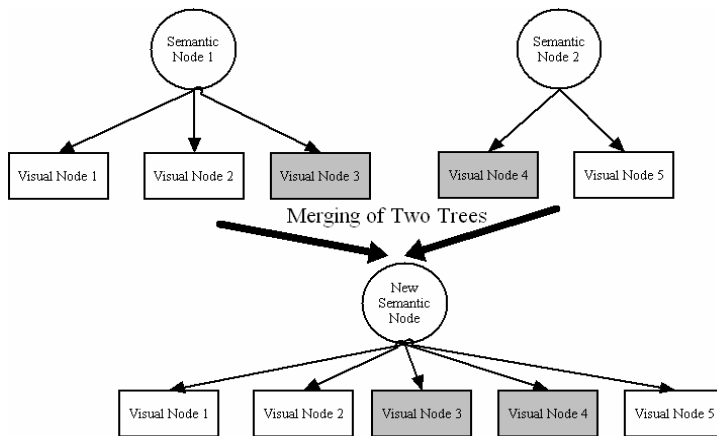 Semantic
Node 1
Semantic
Node 2
Visual Node 1
Visual Node 2
Visual Node 3
Visual Node 4
Visual Node 5
Merging of Two Trees
New
Semantic
Node
Visual Node 1
Visual Node 2
Visual Node 3
Visual Node 4
Visual Node 5